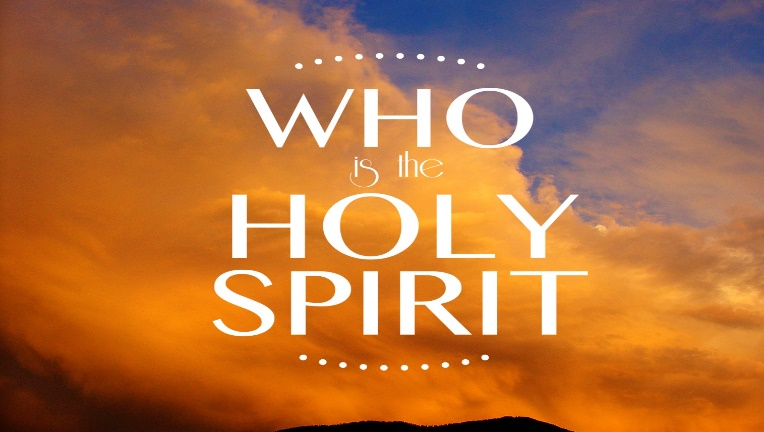 WHO
is the
HOLY
SPIRIT